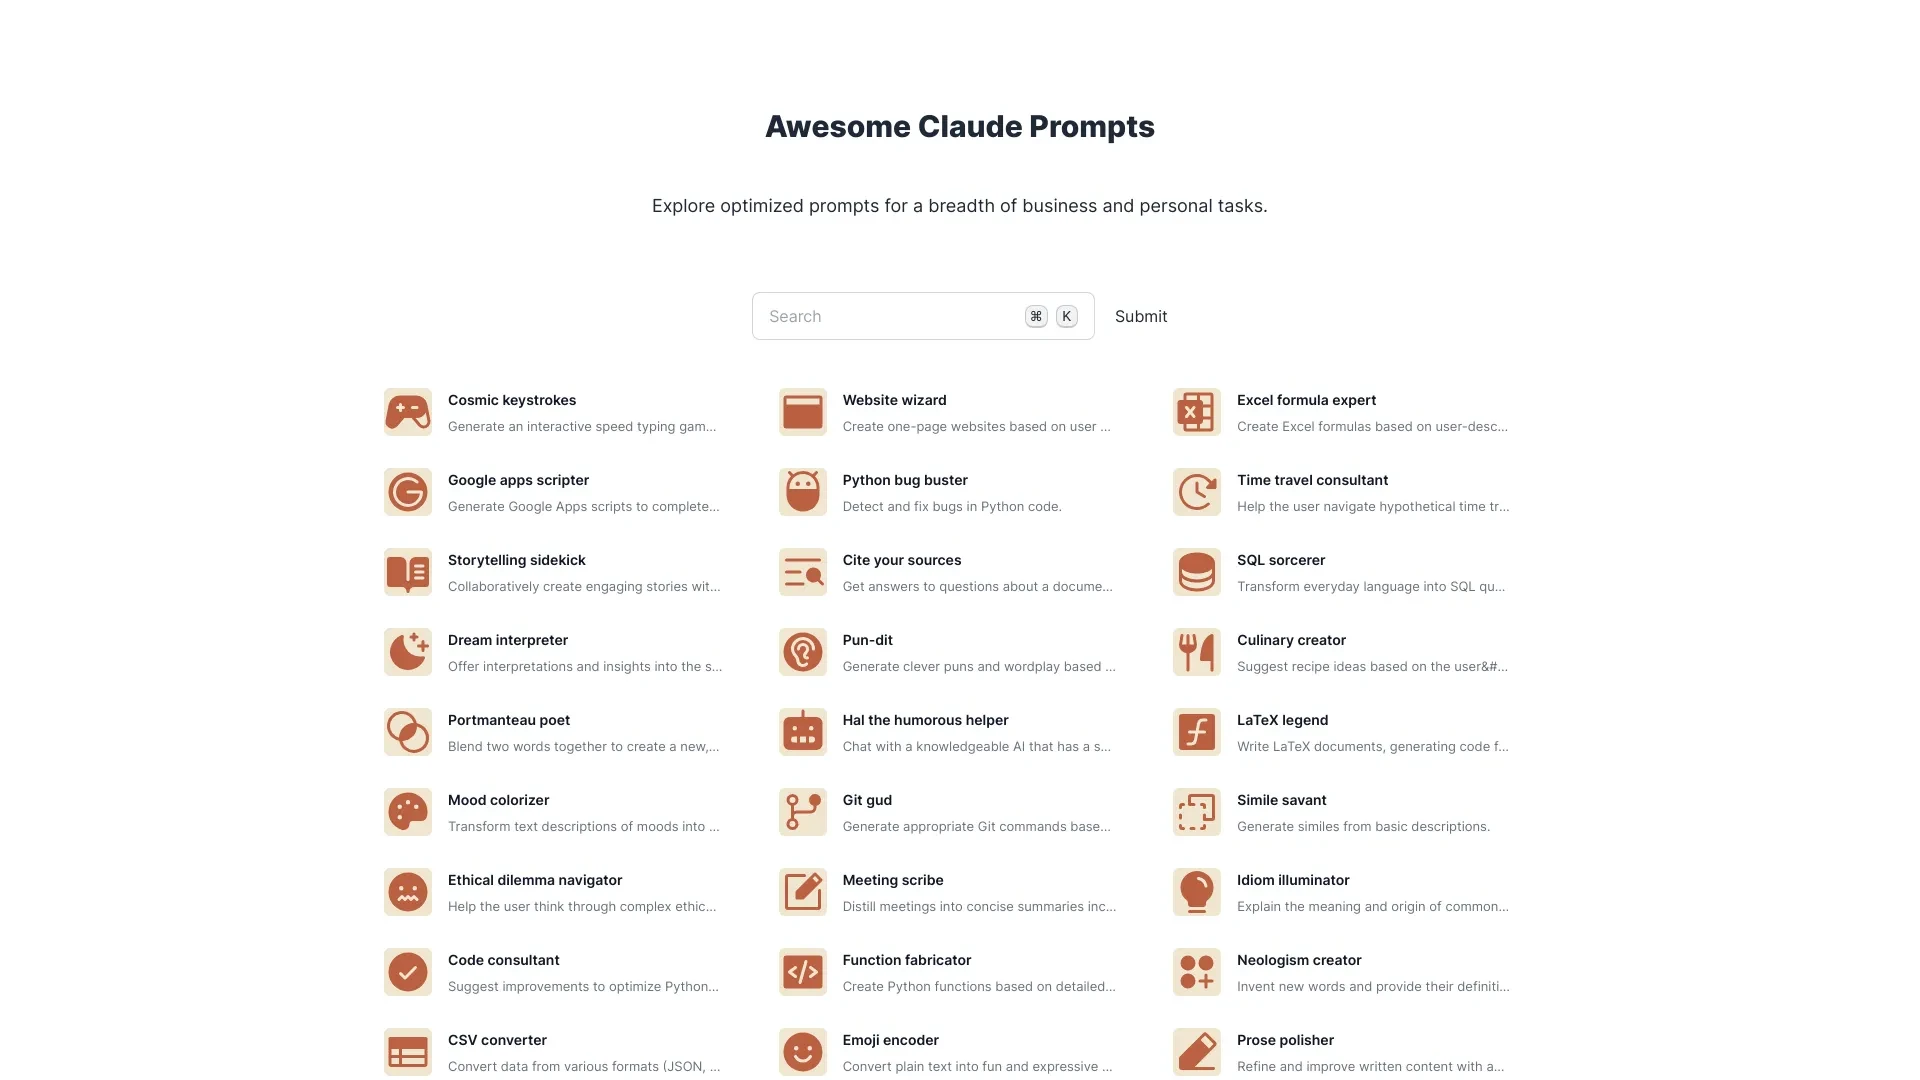 Awesome Claude Prompts
Explore optimized prompts for a breadth of business and personal tasks.
Search ⌘ K Submit
Cosmic keystrokes
Generate an interactive speed typing gam...
Website wizard
Create one-page websites based on user ...
Excel formula expert
Create Excel formulas based on user-desc...
Google apps scripter
Generate Google Apps scripts to complete...
Python bug buster
Detect and fix bugs in Python code.
Time travel consultant
Help the user navigate hypothetical time tr...
Storytelling sidekick
Collaboratively create engaging stories wit...
Cite your sources
Get answers to questions about a docume...
SQL sorcerer
Transform everyday language into SQL qu...
Dream interpreter
Offer interpretations and insights into the s...
Pun-dit
Generate clever puns and wordplay based ...
Culinary creator
Suggest recipe ideas based on the user&#...
Portmanteau poet
Blend two words together to create a new,...
Hal the humorous helper
Chat with a knowledgeable AI that has a s...
LaTeX legend
Write LaTeX documents, generating code f...
Mood colorizer
Transform text descriptions of moods into ...
Git gud
Generate appropriate Git commands base...
Simile savant
Generate similes from basic descriptions.
Ethical dilemma navigator
Help the user think through complex ethic...
Meeting scribe
Distill meetings into concise summaries inc...
Idiom illuminator
Explain the meaning and origin of common...
Code consultant
Suggest improvements to optimize Python...
Function fabricator
Create Python functions based on detailed...
Neologism creator
Invent new words and provide their definiti...
CSV converter
Convert data from various formats (JSON, ...
Emoji encoder
Convert plain text into fun and expressive ...
Prose polisher
Refine and improve written content with a...